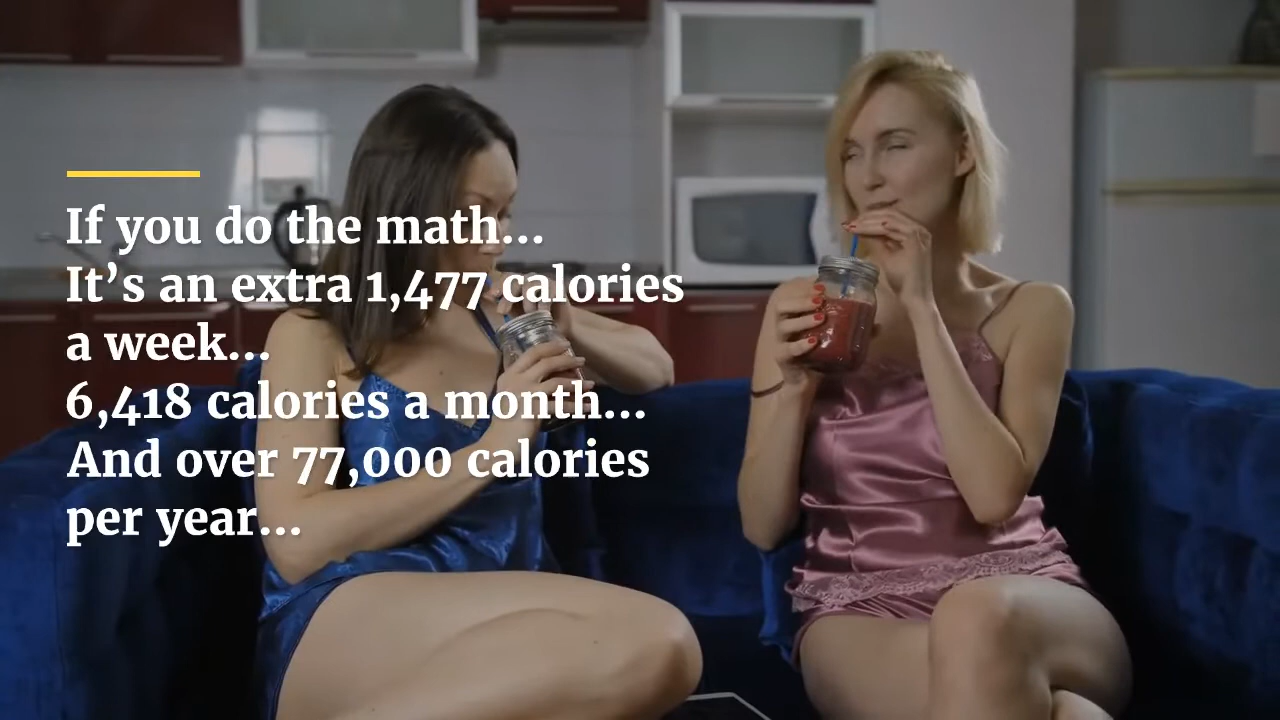 If you do the math...
It’s an extra 1,477 calories
a week...
6,418 calories a month...
And over 77,000 calories
per year...